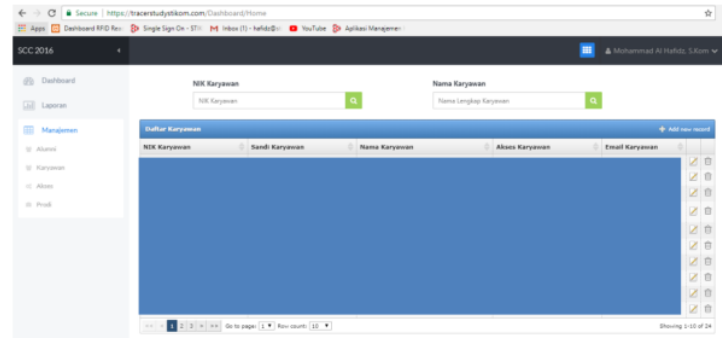 Secure | https://tracerstudystikom.com/Dashboard/Home
Apps Dashboard RFID Rev Single Sign On - STI Inbox (1) - hafidz@ YouTube Aplikasi Manajemen
SCC 2016 Mohammad Al Hafidz, S.Kom
Dashboard
Laporan
Manajemen
Alumni
Karyawan
Akses
Prodi
NIK Karyawan Nama Karyawan
NIK Karyawan Nama Lengkap Karyawan
Daftar Karyawan Add new record
NIK Karyawan Sandi Karyawan Nama Karyawan Akses Karyawan Email Karyawan
<< < 1 2 3 > >> Go to page: 1 Row count: 10 Showing 1-10 of 24